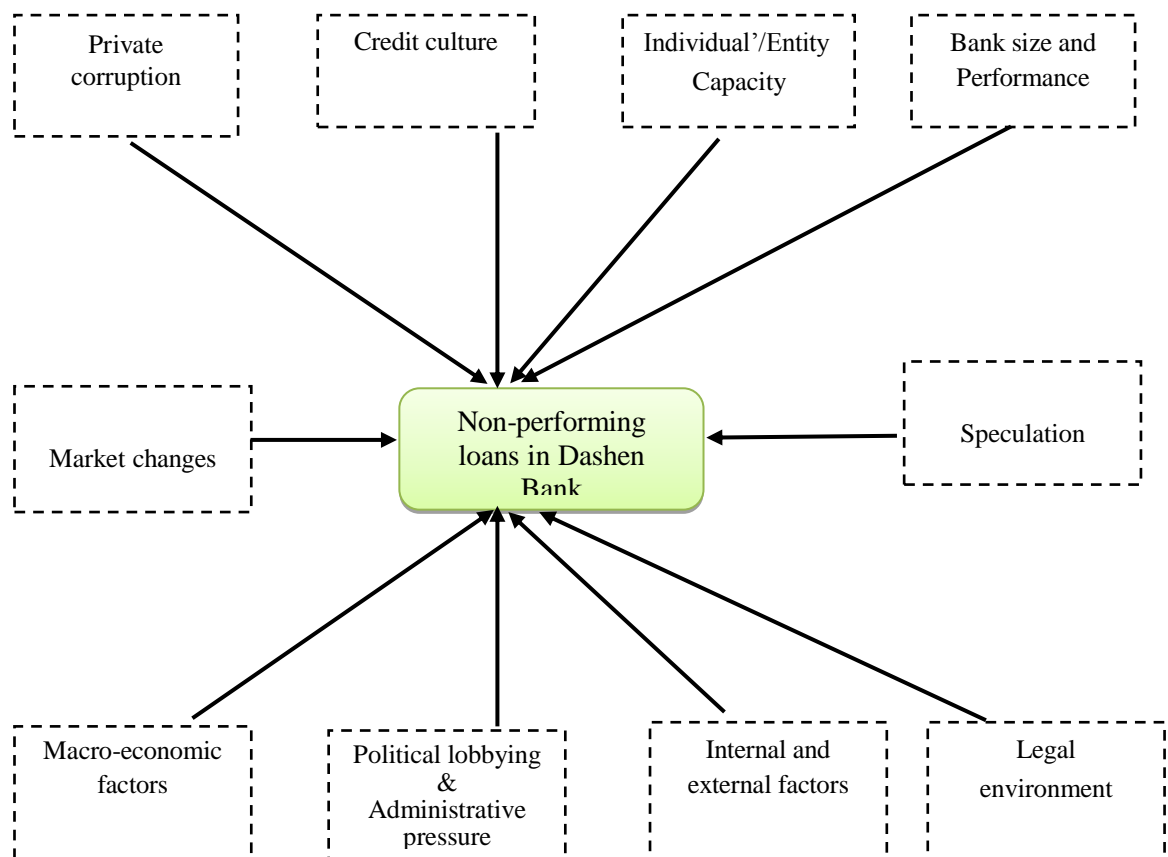 Private
corruption
Credit culture
Individual’/Entity
Capacity
Bank size and
Performance
Market changes
Non-performing
loans in Dashen
Bank
Speculation
Macro-economic
factors
Political lobbying
&
Administrative
pressure
Internal and
external factors
Legal
environment